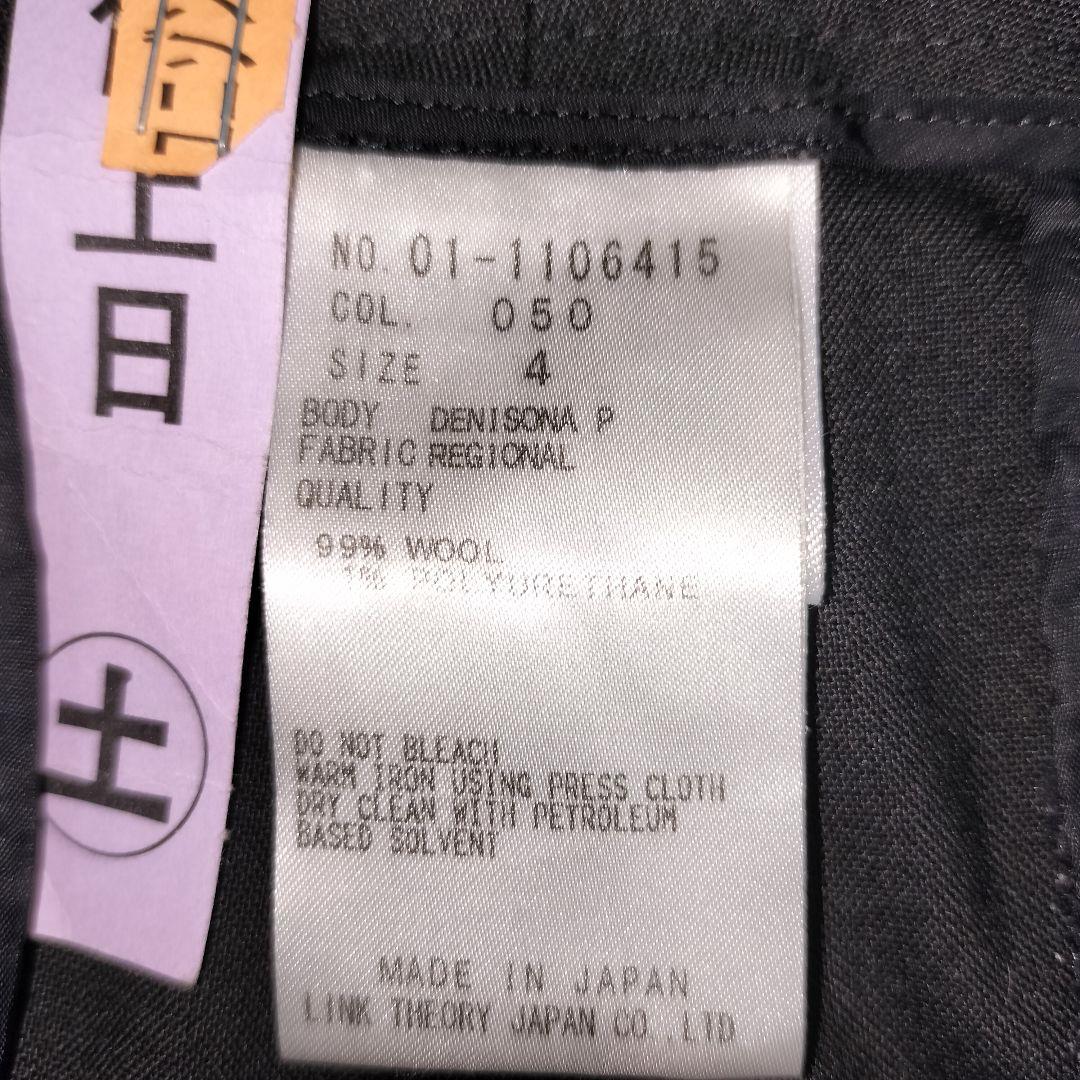 土
日
土
NO. 01-1106415
COL. 050
SIZE 4
BODY DENISONA P
FABRIC REGIONAL
QUALITY
99% WOOL
1% POLYURETHANE
DO NOT BLEACH
WARM IRON USING PRESS CLOTH
DRY CLEAN WITH PETROLEUM
BASED SOLVENT
MADE IN JAPAN
LINK THEORY JAPAN CO.,LTD